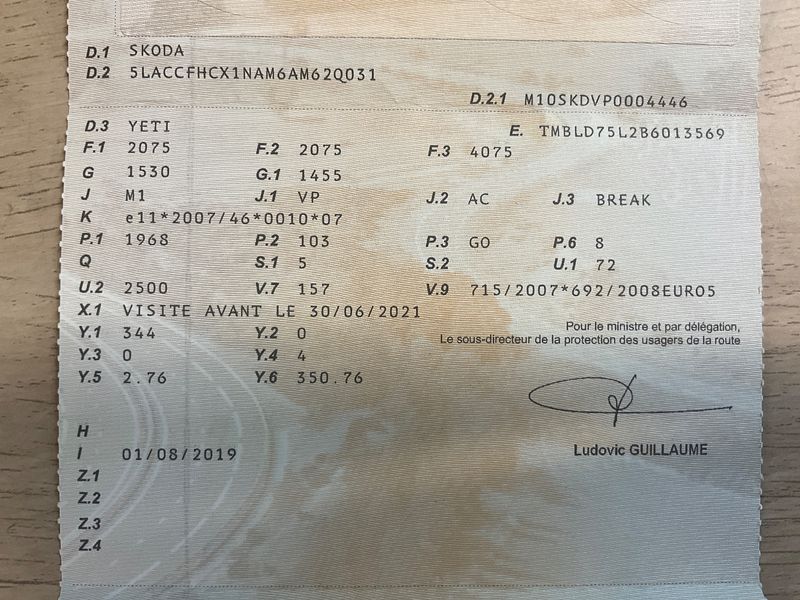 D.1 SKODA
D.2 5LACCFHCX1NAM6AM62Q031
D.2.1 M10SKDVP0004446
D.3 YETI E. TMBLD75L2B6013569
F.1 2075 F.2 2075 F.3 4075
G 1530 G.1 1455
J M1 J.1 VP J.2 AC J.3 BREAK
K e11*2007/46*0010*07
P.1 1968 P.2 103 P.3 GO P.6 8
Q S.1 5 S.2 U.1 72
U.2 2500 V.7 157 V.9 715/2007*692/2008EURO5
X.1 VISITE AVANT LE 30/06/2021
Y.1 344 Y.2 0
Y.3 0 Y.4 4
Y.5 2.76 Y.6 350.76
Pour le ministre et par délégation,
Le sous-directeur de la protection des usagers de la route
Ludovic GUILLAUME
H
I 01/08/2019
Z.1
Z.2
Z.3
Z.4